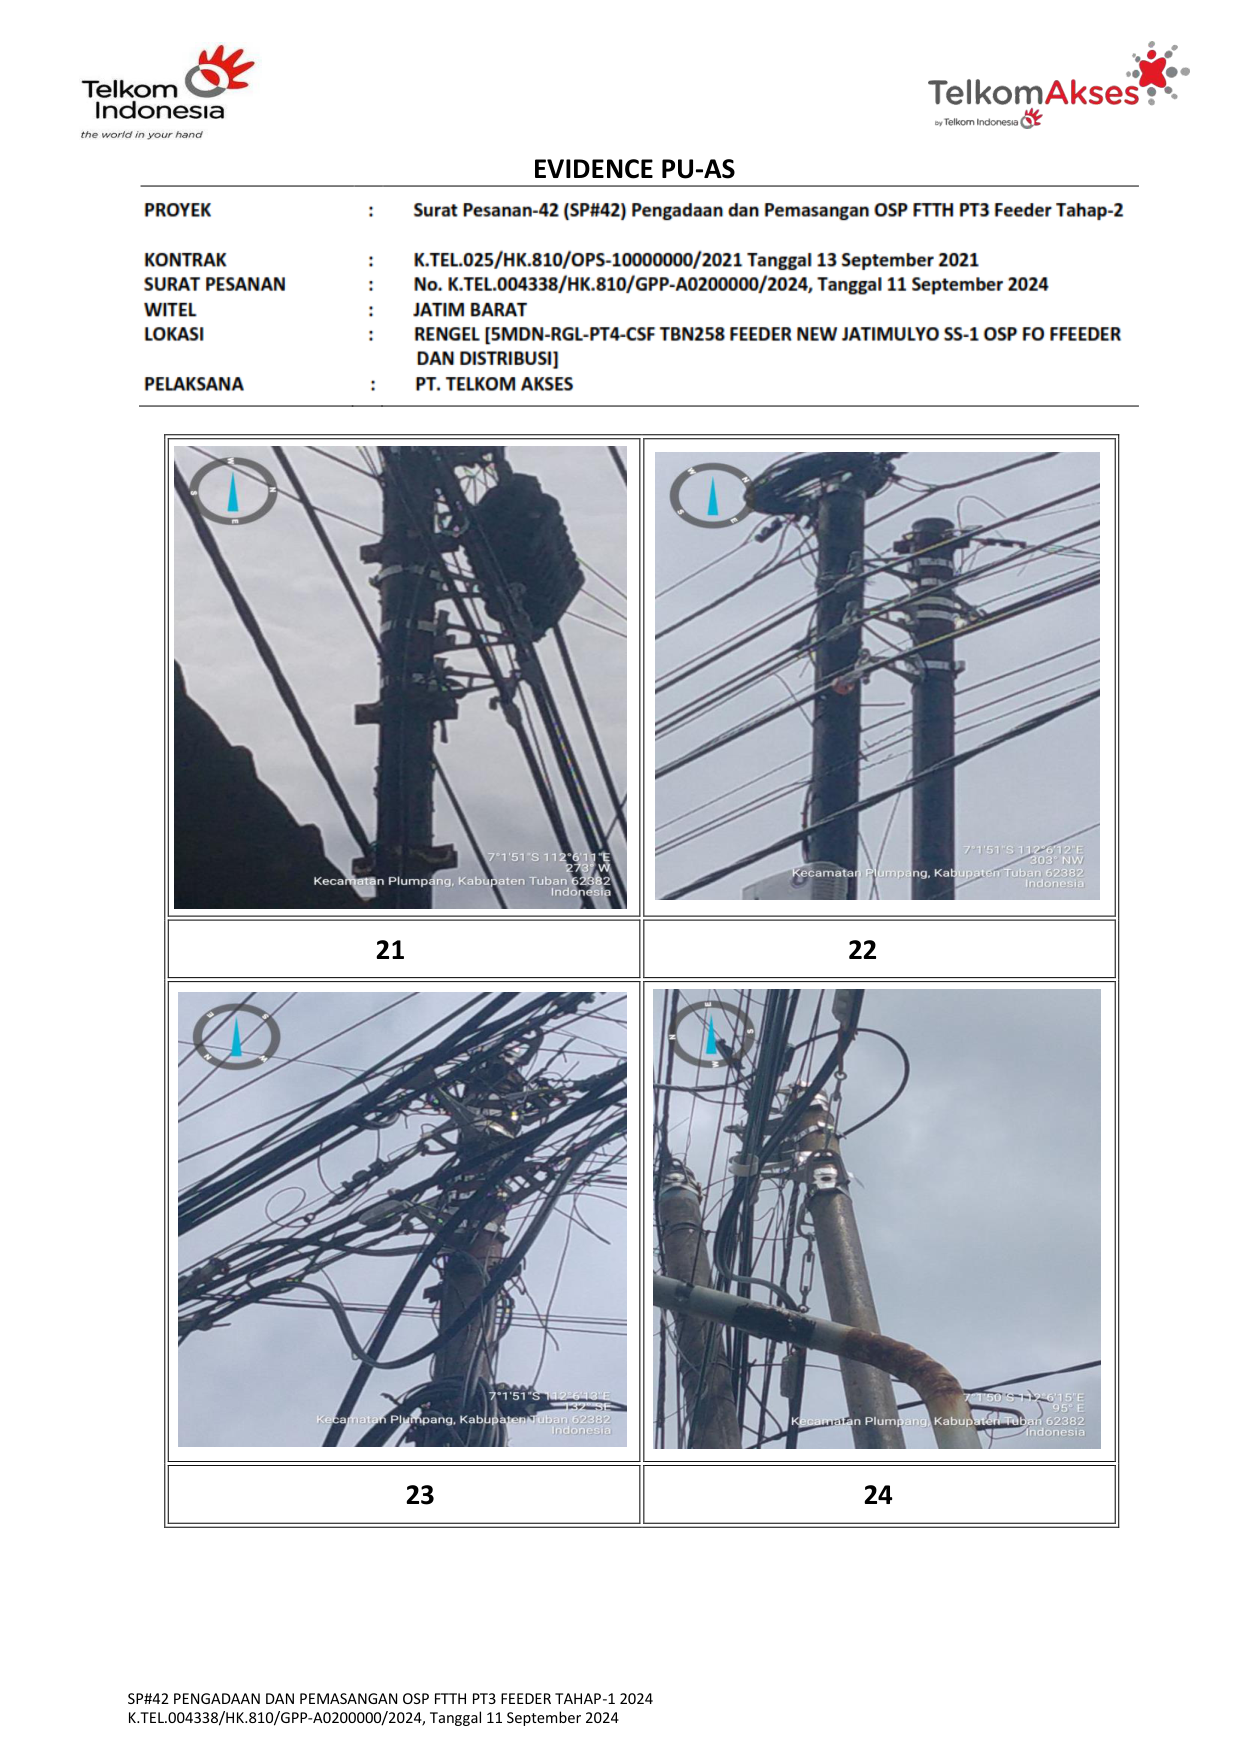 Telkom
Indonesia
the world in your hand
TelkomAkses
by Telkom Indonesia
EVIDENCE PU-AS
PROYEK : Surat Pesanan-42 (SP#42) Pengadaan dan Pemasangan OSP FTTH PT3 Feeder Tahap-2
KONTRAK : K.TEL.025/HK.810/OPS-10000000/2021 Tanggal 13 September 2021
SURAT PESANAN : No. K.TEL.004338/HK.810/GPP-A0200000/2024, Tanggal 11 September 2024
WITEL : JATIM BARAT
LOKASI : RENGEL [5MDN-RGL-PT4-CSF TBN258 FEEDER NEW JATIMULYO SS-1 OSP FO FFEEDER
DAN DISTRIBUSI]
PELAKSANA : PT. TELKOM AKSES
W
N
S
E
7°1'51"S 112°6'11"E
273° W
Kecamatan Plumpang, Kabupaten Tuban 62382
Indonesia
W
N
S
E
7°1'51"S 112°6'12"E
303° NW
Kecamatan Plumpang, Kabupaten Tuban 62382
Indonesia
21
22
E
S
N
W
7°1'51"S 112°6'13"E
132° SE
Kecamatan Plumpang, Kabupaten Tuban 62382
Indonesia
E
S
N
W
7°1'50"S 112°6'15"E
95° E
Kecamatan Plumpang, Kabupaten Tuban 62382
Indonesia
23
24
SP#42 PENGADAAN DAN PEMASANGAN OSP FTTH PT3 FEEDER TAHAP-1 2024
K.TEL.004338/HK.810/GPP-A0200000/2024, Tanggal 11 September 2024